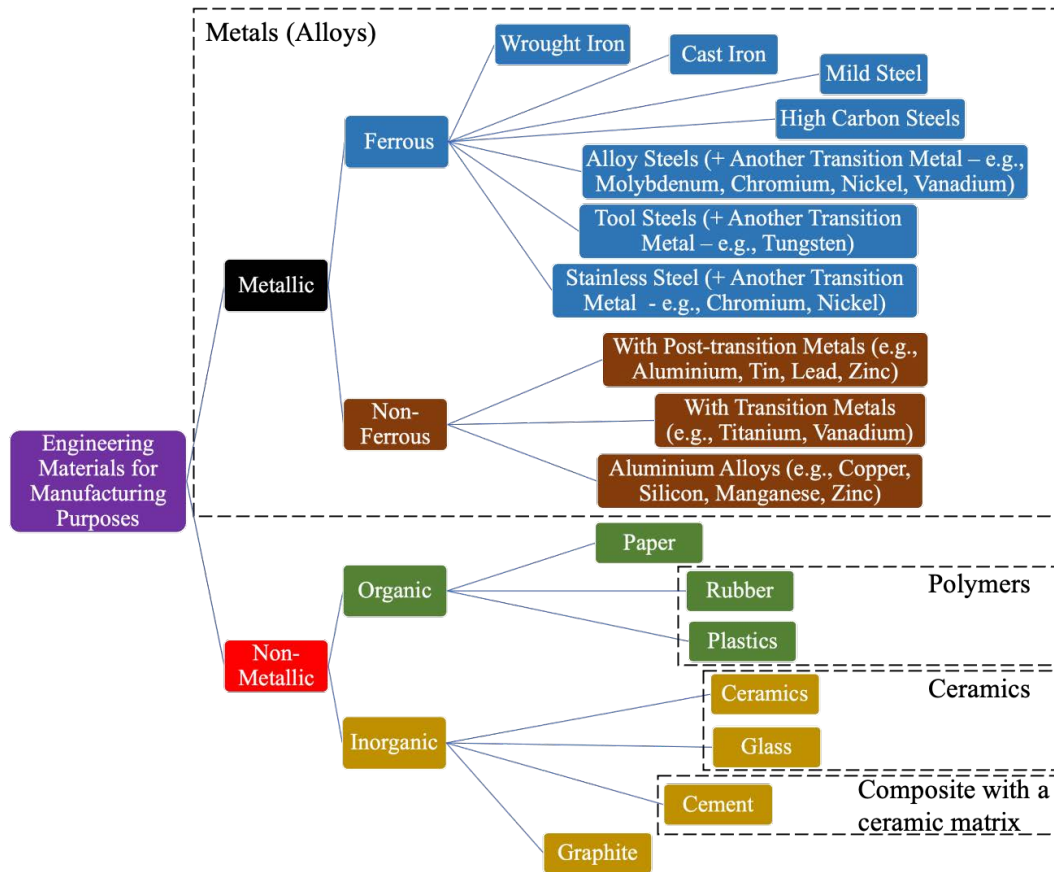 Metals (Alloys)
Wrought Iron
Cast Iron
Mild Steel
High Carbon Steels
Ferrous
Alloy Steels (+ Another Transition Metal – e.g.,
Molybdenum, Chromium, Nickel, Vanadium)
Tool Steels (+ Another Transition
Metal – e.g., Tungsten)
Metallic
Stainless Steel (+ Another Transition
Metal - e.g., Chromium, Nickel)
With Post-transition Metals (e.g.,
Aluminium, Tin, Lead, Zinc)
Non-
Ferrous
With Transition Metals
(e.g., Titanium, Vanadium)
Aluminium Alloys (e.g., Copper,
Silicon, Manganese, Zinc)
Engineering
Materials for
Manufacturing
Purposes
Paper
Organic
Rubber
Polymers
Plastics
Non-
Metallic
Ceramics
Ceramics
Inorganic
Glass
Cement
Composite with a
ceramic matrix
Graphite